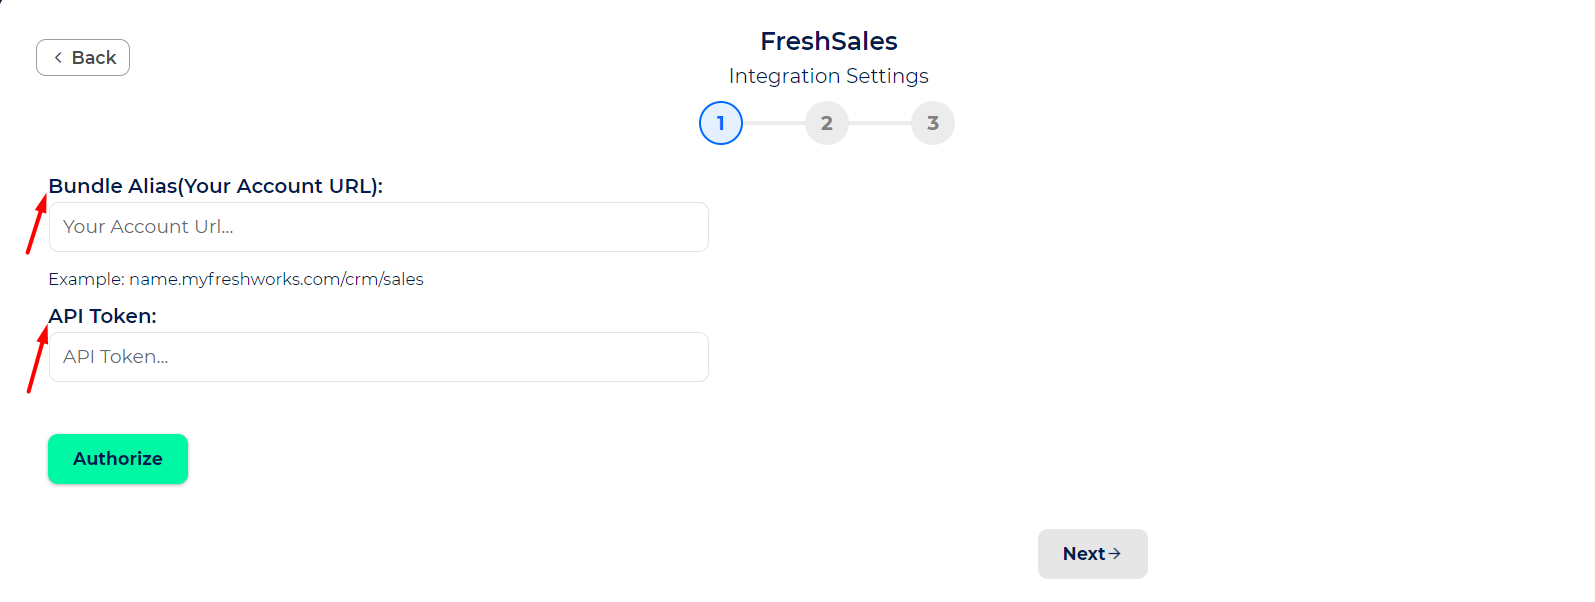 Back
FreshSales
Integration Settings
1 2 3
Bundle Alias(Your Account URL):
Your Account Url...
Example: name.myfreshworks.com/crm/sales
API Token:
API Token...
Authorize
Next